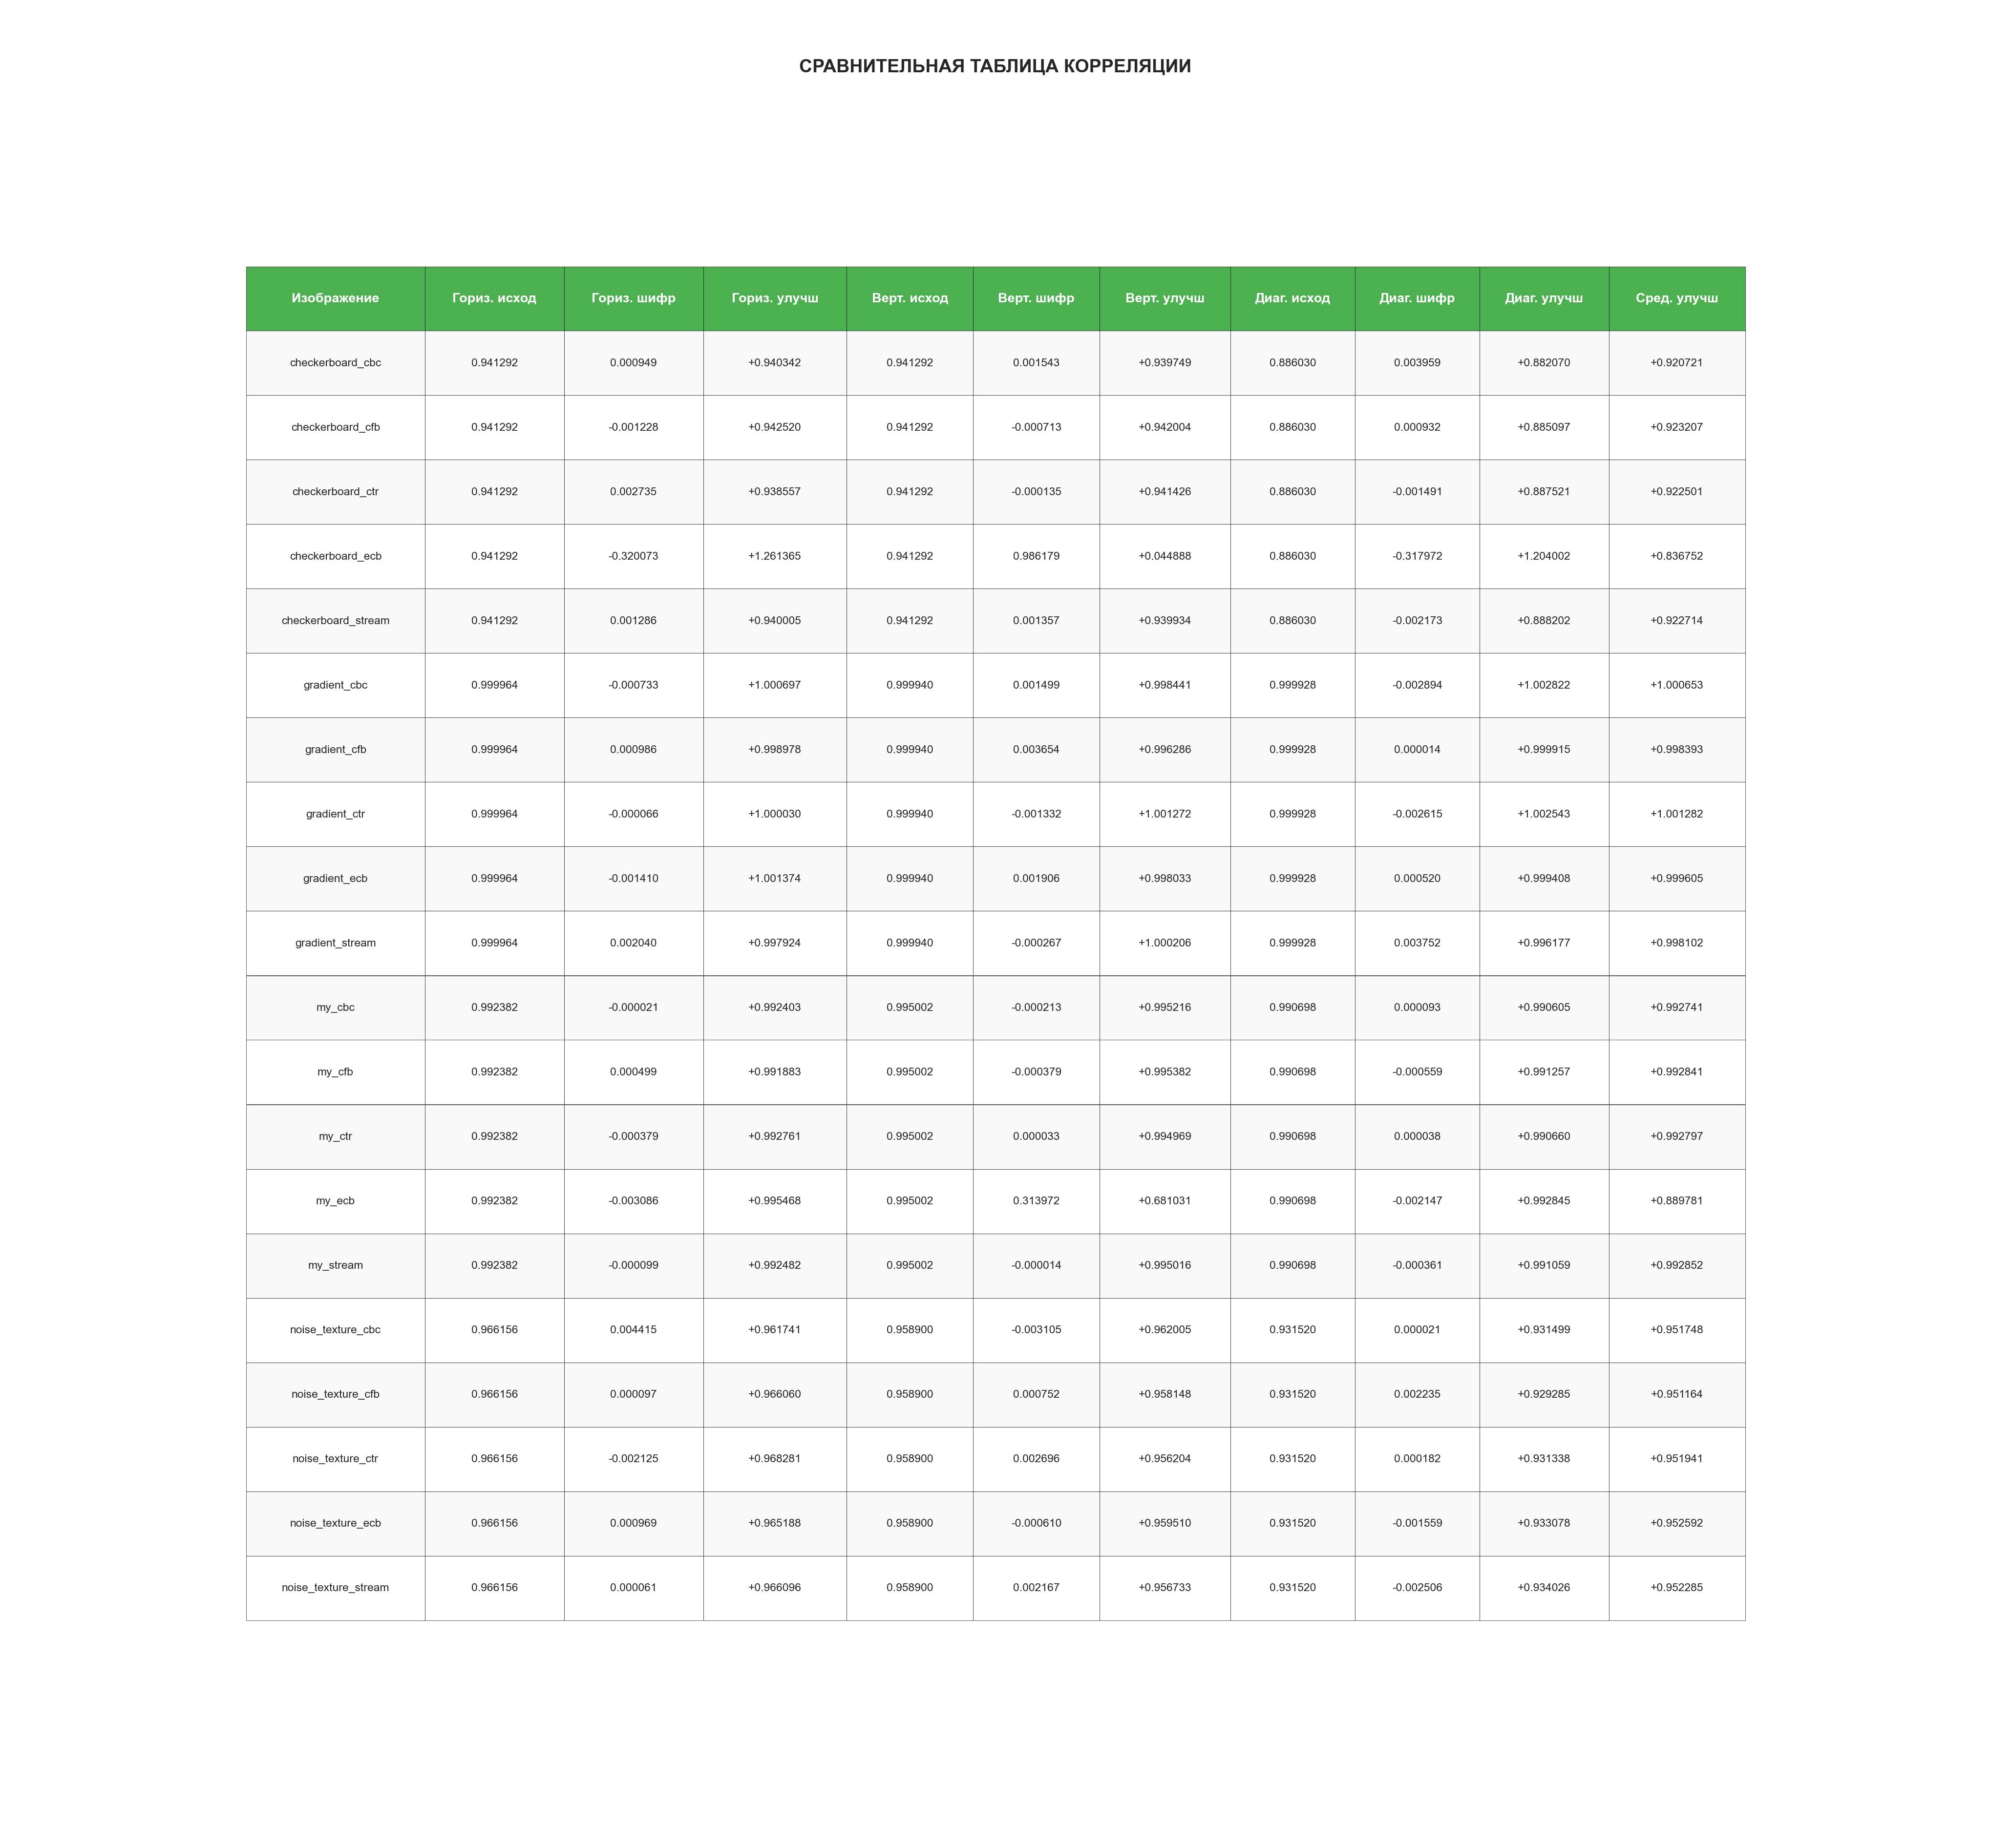 СРАВНИТЕЛЬНАЯ ТАБЛИЦА КОРРЕЛЯЦИИ
Изображение Гориз. исход Гориз. шифр Гориз. улучш Верт. исход Верт. шифр Верт. улучш Диаг. исход Диаг. шифр Диаг. улучш Сред. улучш
checkerboard_cbc 0.941292 0.000949 +0.940342 0.941292 0.001543 +0.939749 0.886030 0.003959 +0.882070 +0.920721
checkerboard_cfb 0.941292 -0.001228 +0.942520 0.941292 -0.000713 +0.942004 0.886030 0.000932 +0.885097 +0.923207
checkerboard_ctr 0.941292 0.002735 +0.938557 0.941292 -0.000135 +0.941426 0.886030 -0.001491 +0.887521 +0.922501
checkerboard_ecb 0.941292 -0.320073 +1.261365 0.941292 0.986179 +0.044888 0.886030 -0.317972 +1.204002 +0.836752
checkerboard_stream 0.941292 0.001286 +0.940005 0.941292 0.001357 +0.939934 0.886030 -0.002173 +0.888202 +0.922714
gradient_cbc 0.999964 -0.000733 +1.000697 0.999940 0.001499 +0.998441 0.999928 -0.002894 +1.002822 +1.000653
gradient_cfb 0.999964 0.000986 +0.998978 0.999940 0.003654 +0.996286 0.999928 0.000014 +0.999915 +0.998393
gradient_ctr 0.999964 -0.000066 +1.000030 0.999940 -0.001332 +1.001272 0.999928 -0.002615 +1.002543 +1.001282
gradient_ecb 0.999964 -0.001410 +1.001374 0.999940 0.001906 +0.998033 0.999928 0.000520 +0.999408 +0.999605
gradient_stream 0.999964 0.002040 +0.997924 0.999940 -0.000267 +1.000206 0.999928 0.003752 +0.996177 +0.998102
my_cbc 0.992382 -0.000021 +0.992403 0.995002 -0.000213 +0.995216 0.990698 0.000093 +0.990605 +0.992741
my_cfb 0.992382 0.000499 +0.991883 0.995002 -0.000379 +0.995382 0.990698 -0.000559 +0.991257 +0.992841
my_ctr 0.992382 -0.000379 +0.992761 0.995002 0.000033 +0.994969 0.990698 0.000038 +0.990660 +0.992797
my_ecb 0.992382 -0.003086 +0.995468 0.995002 0.313972 +0.681031 0.990698 -0.002147 +0.992845 +0.889781
my_stream 0.992382 -0.000099 +0.992482 0.995002 -0.000014 +0.995016 0.990698 -0.000361 +0.991059 +0.992852
noise_texture_cbc 0.966156 0.004415 +0.961741 0.958900 -0.003105 +0.962005 0.931520 0.000021 +0.931499 +0.951748
noise_texture_cfb 0.966156 0.000097 +0.966060 0.958900 0.000752 +0.958148 0.931520 0.002235 +0.929285 +0.951164
noise_texture_ctr 0.966156 -0.002125 +0.968281 0.958900 0.002696 +0.956204 0.931520 0.000182 +0.931338 +0.951941
noise_texture_ecb 0.966156 0.000969 +0.965188 0.958900 -0.000610 +0.959510 0.931520 -0.001559 +0.933078 +0.952592
noise_texture_stream 0.966156 0.000061 +0.966096 0.958900 0.002167 +0.956733 0.931520 -0.002506 +0.934026 +0.952285